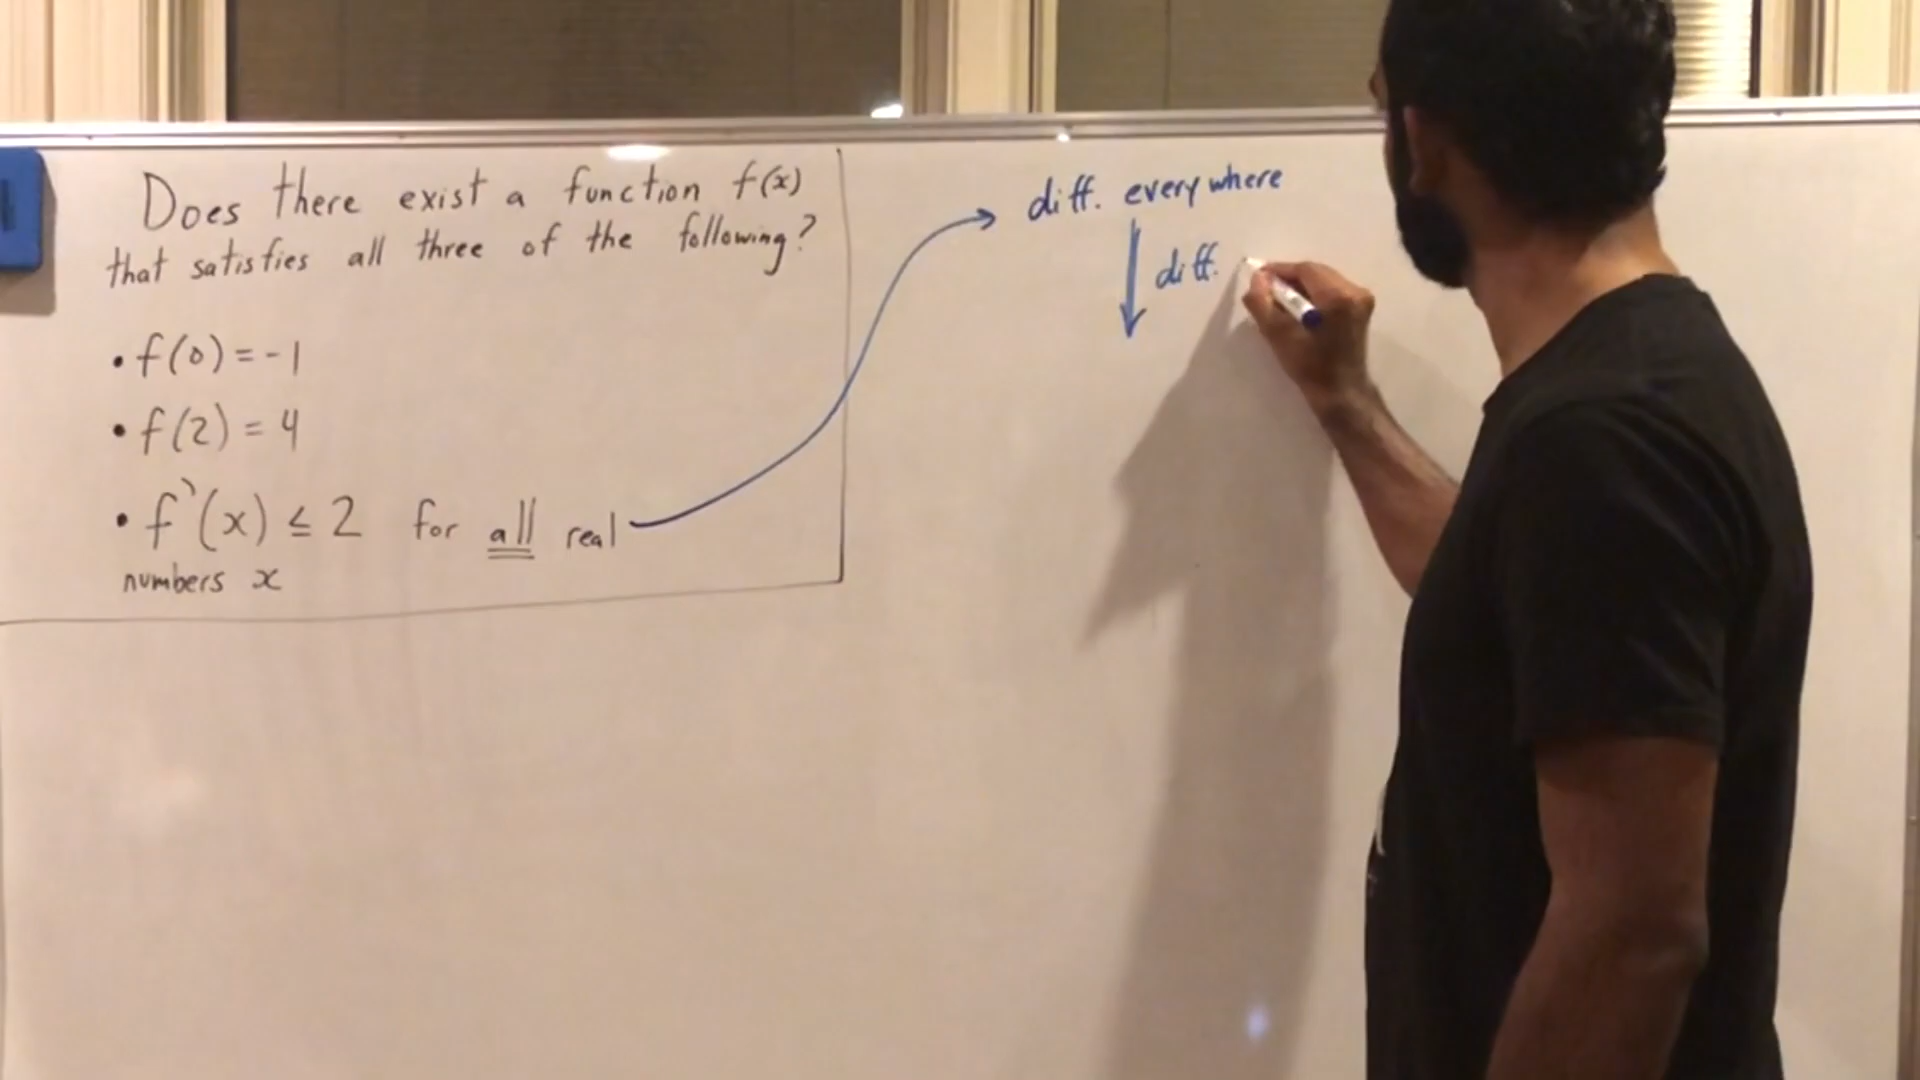 Does there exist a function f(x)
that satisfies all three of the following?
• f(0) = -1
• f(2) = 4
• f'(x) ≤ 2 for all real
numbers x
diff. everywhere
diff.